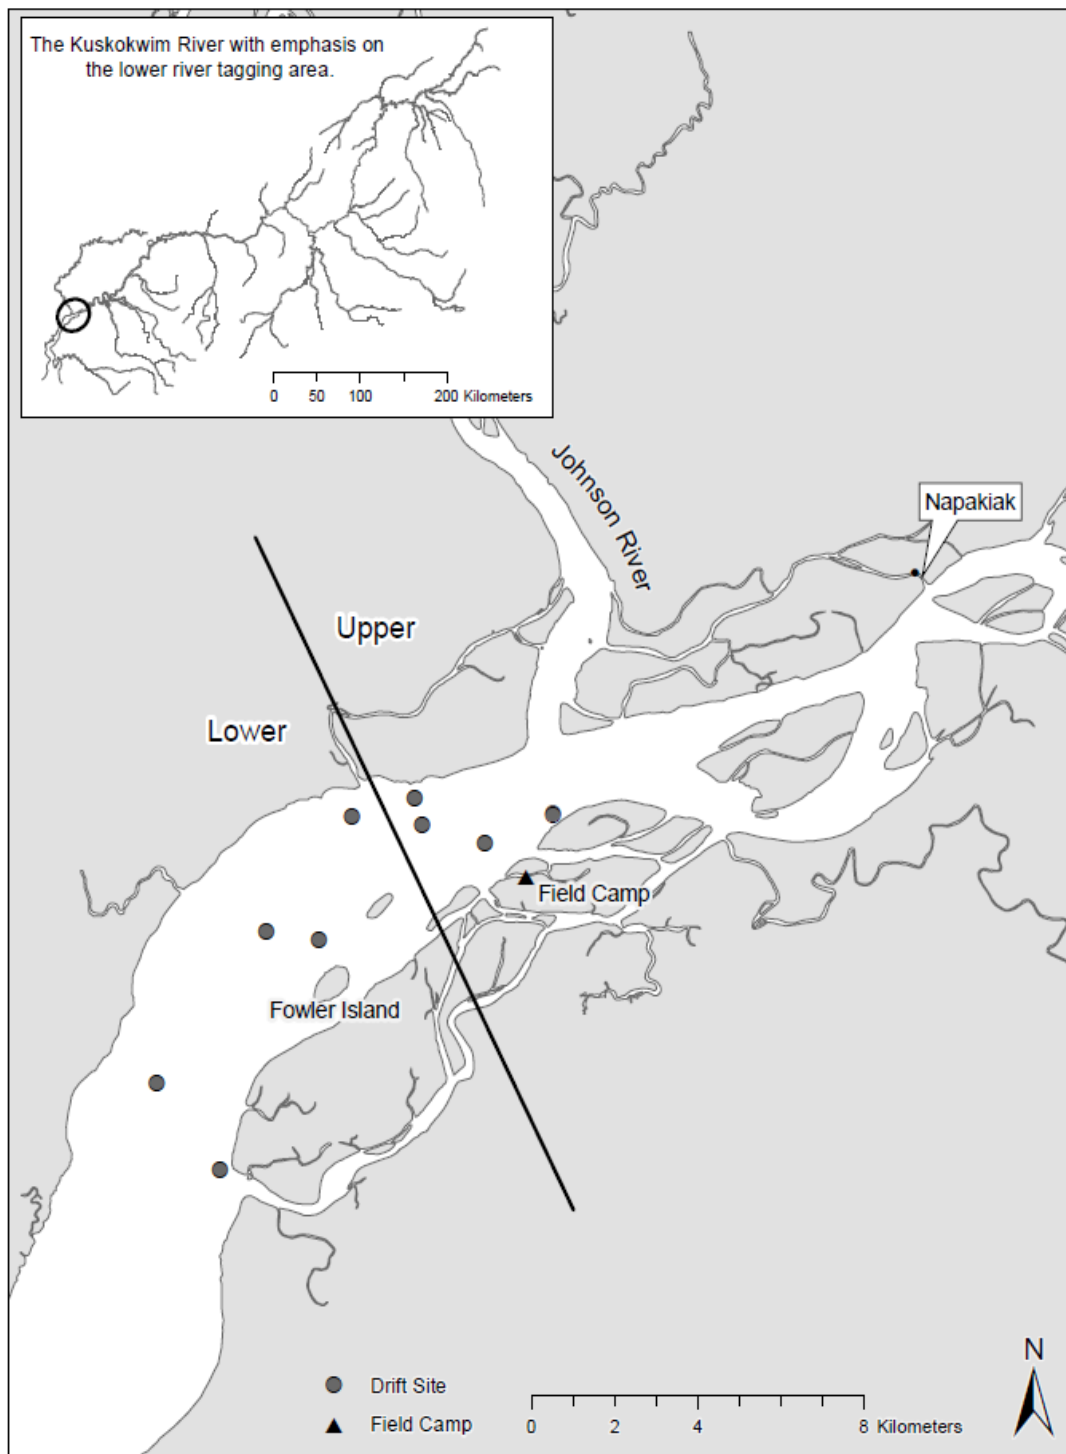 The Kuskokwim River with emphasis on
the lower river tagging area.
0 50 100 200 Kilometers
Johnson River
Napakiak
Upper
Lower
Field Camp
Fowler Island
N
Drift Site
Field Camp
0 2 4 8 Kilometers